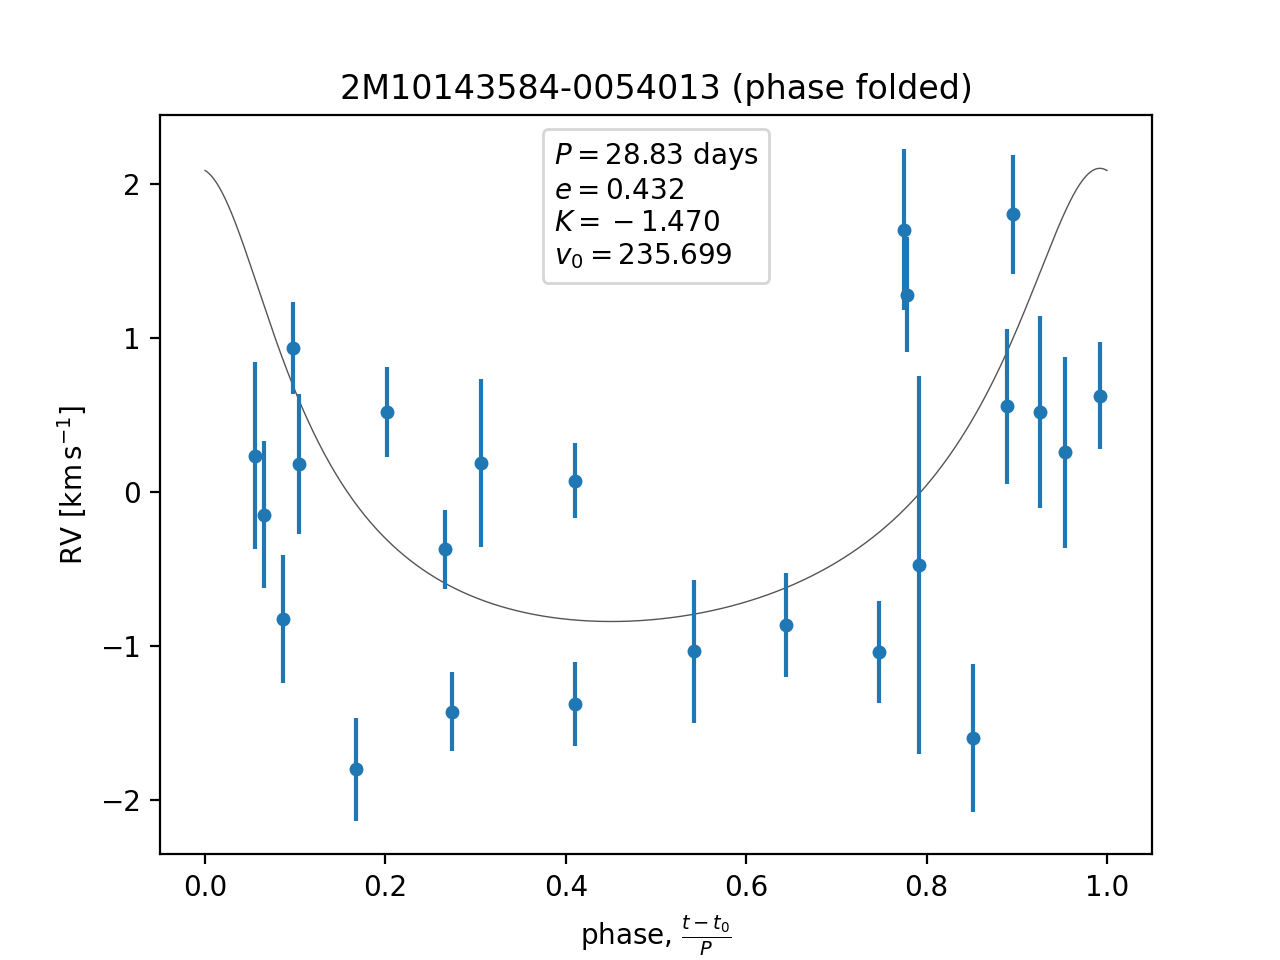 2M10143584-0054013 (phase folded)
P = 28.83 days
e = 0.432
K = −1.470
v₀ = 235.699
RV [km s⁻¹]
2
1
0
−1
−2
0.0 0.2 0.4 0.6 0.8 1.0
phase, (t − t₀)/P